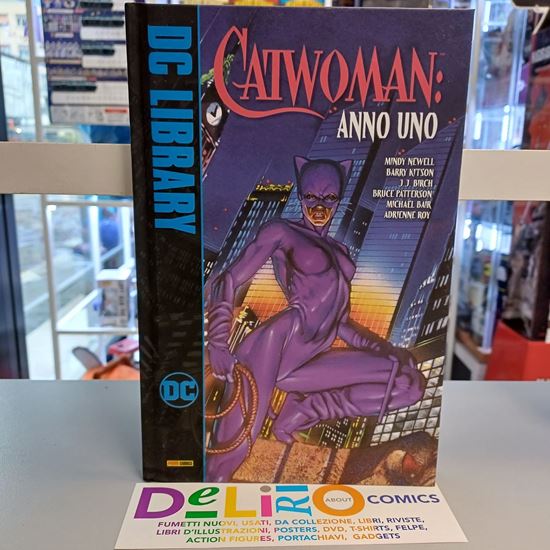 DC LIBRARY
CATWOMAN:
ANNO UNO
MINDY NEWELL
BARRY KITSON
J.J. BIRCH
BRUCE PATTERSON
MICHAEL BAIR
ADRIENNE ROY
DC
PANINI COMICS
DeLiRiO ABOUT COMICS
FUMETTI NUOVI, USATI, DA COLLEZIONE, LIBRI, RIVISTE,
LIBRI D'ILLUSTRAZIONI, POSTERS, DVD, T-SHIRTS, FELPE,
ACTION FIGURES, PORTACHIAVI, GADGETS